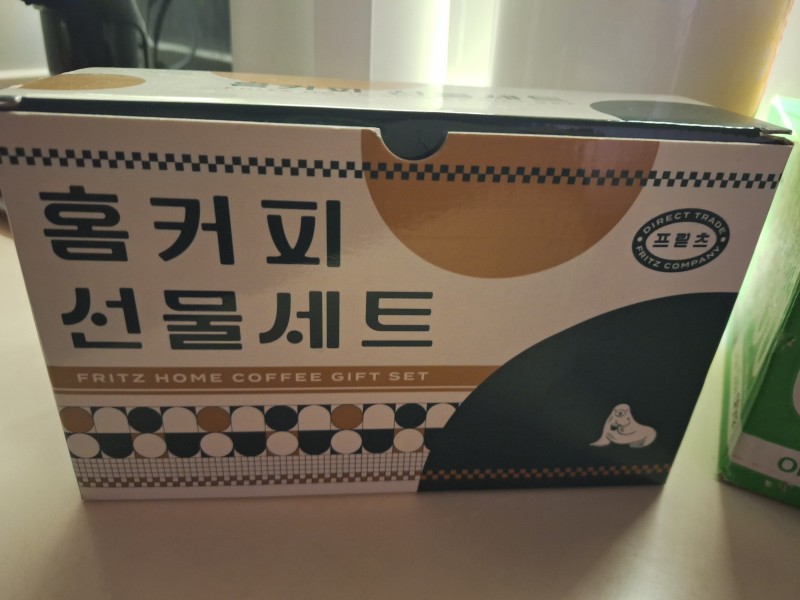 홈커피
선물세트
FRITZ HOME COFFEE GIFT SET
DIRECT TRADE
프릳츠
FRITZ COMPANY